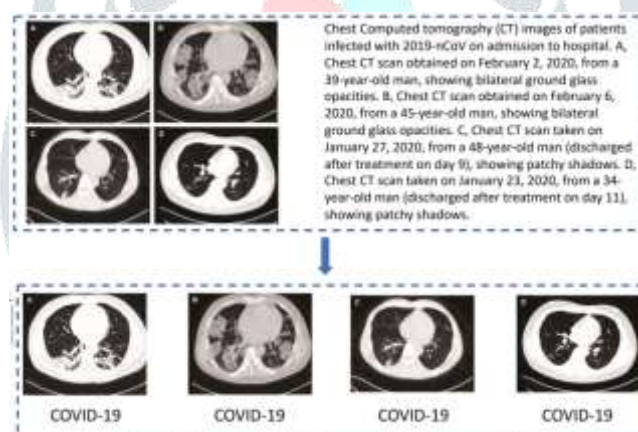 A
B
Chest Computed tomography (CT) images of patients
infected with 2019-nCoV on admission to hospital. A,
Chest CT scan obtained on February 2, 2020, from a
39-year-old man, showing bilateral ground glass
opacities. B, Chest CT scan obtained on February 6,
2020, from a 45-year-old man, showing bilateral
ground glass opacities. C, Chest CT scan taken on
January 27, 2020, from a 48-year-old man (discharged
after treatment on day 9), showing patchy shadows. D,
Chest CT scan taken on January 23, 2020, from a 34-
year-old man (discharged after treatment on day 11),
showing patchy shadows.
C
D
A
B
C
D
COVID-19
COVID-19
COVID-19
COVID-19